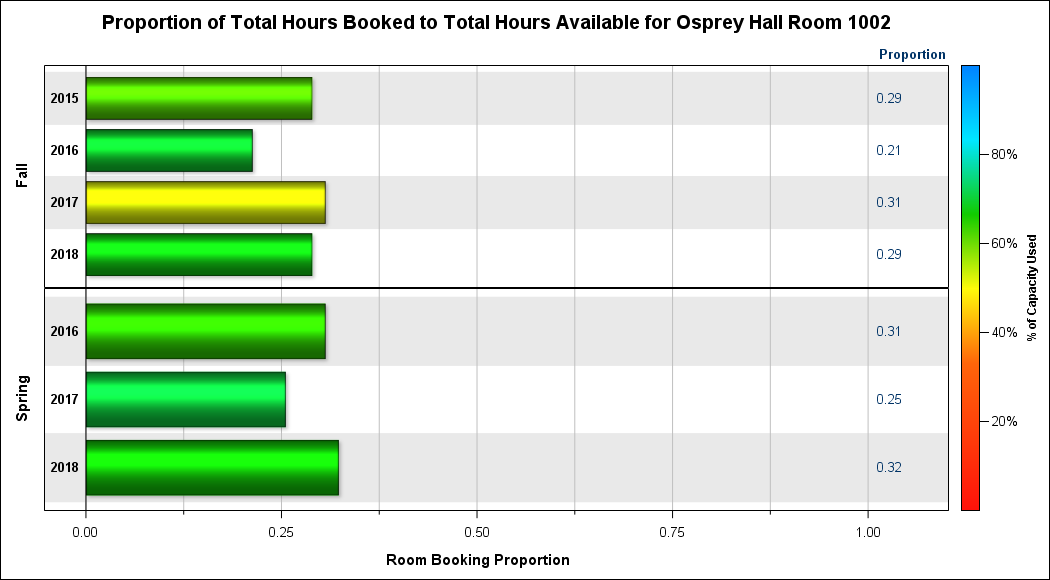 Proportion of Total Hours Booked to Total Hours Available for Osprey Hall Room 1002
Proportion
Fall
2015 0.29
2016 0.21
2017 0.31
2018 0.29
Spring
2016 0.31
2017 0.25
2018 0.32
0.00 0.25 0.50 0.75 1.00
Room Booking Proportion
80%
60%
40%
20%
% of Capacity Used